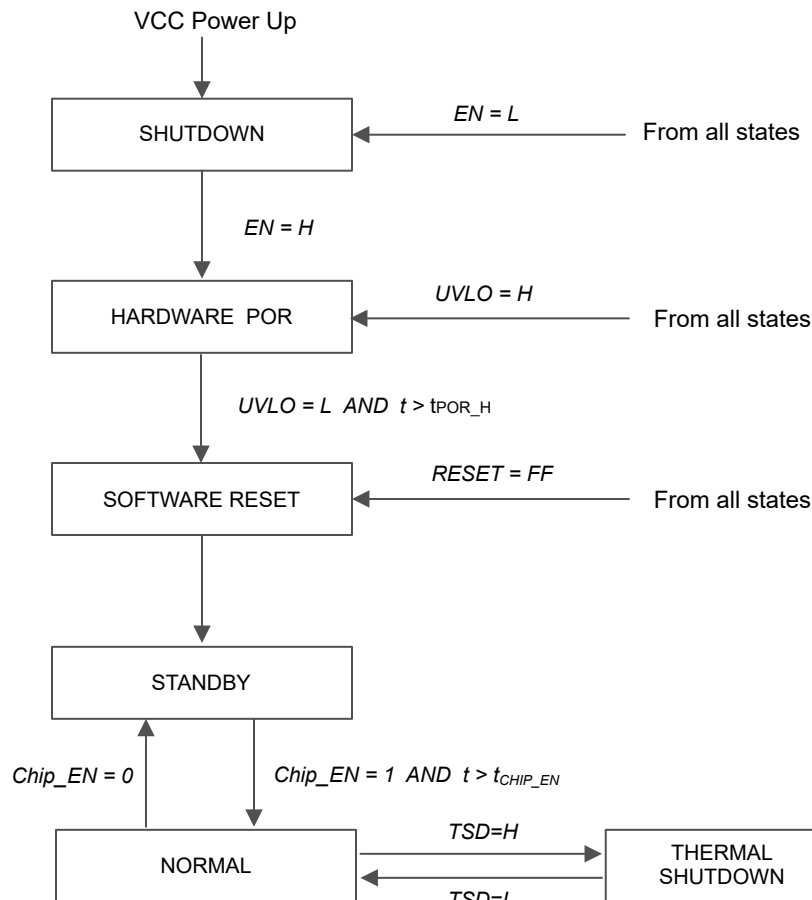 VCC Power Up
SHUTDOWN
EN = L
From all states
EN = H
HARDWARE POR
UVLO = H
From all states
UVLO = L AND t > tPOR_H
SOFTWARE RESET
RESET = FF
From all states
STANDBY
Chip_EN = 0
Chip_EN = 1 AND t > tCHIP_EN
NORMAL
TSD=H
THERMAL
SHUTDOWN